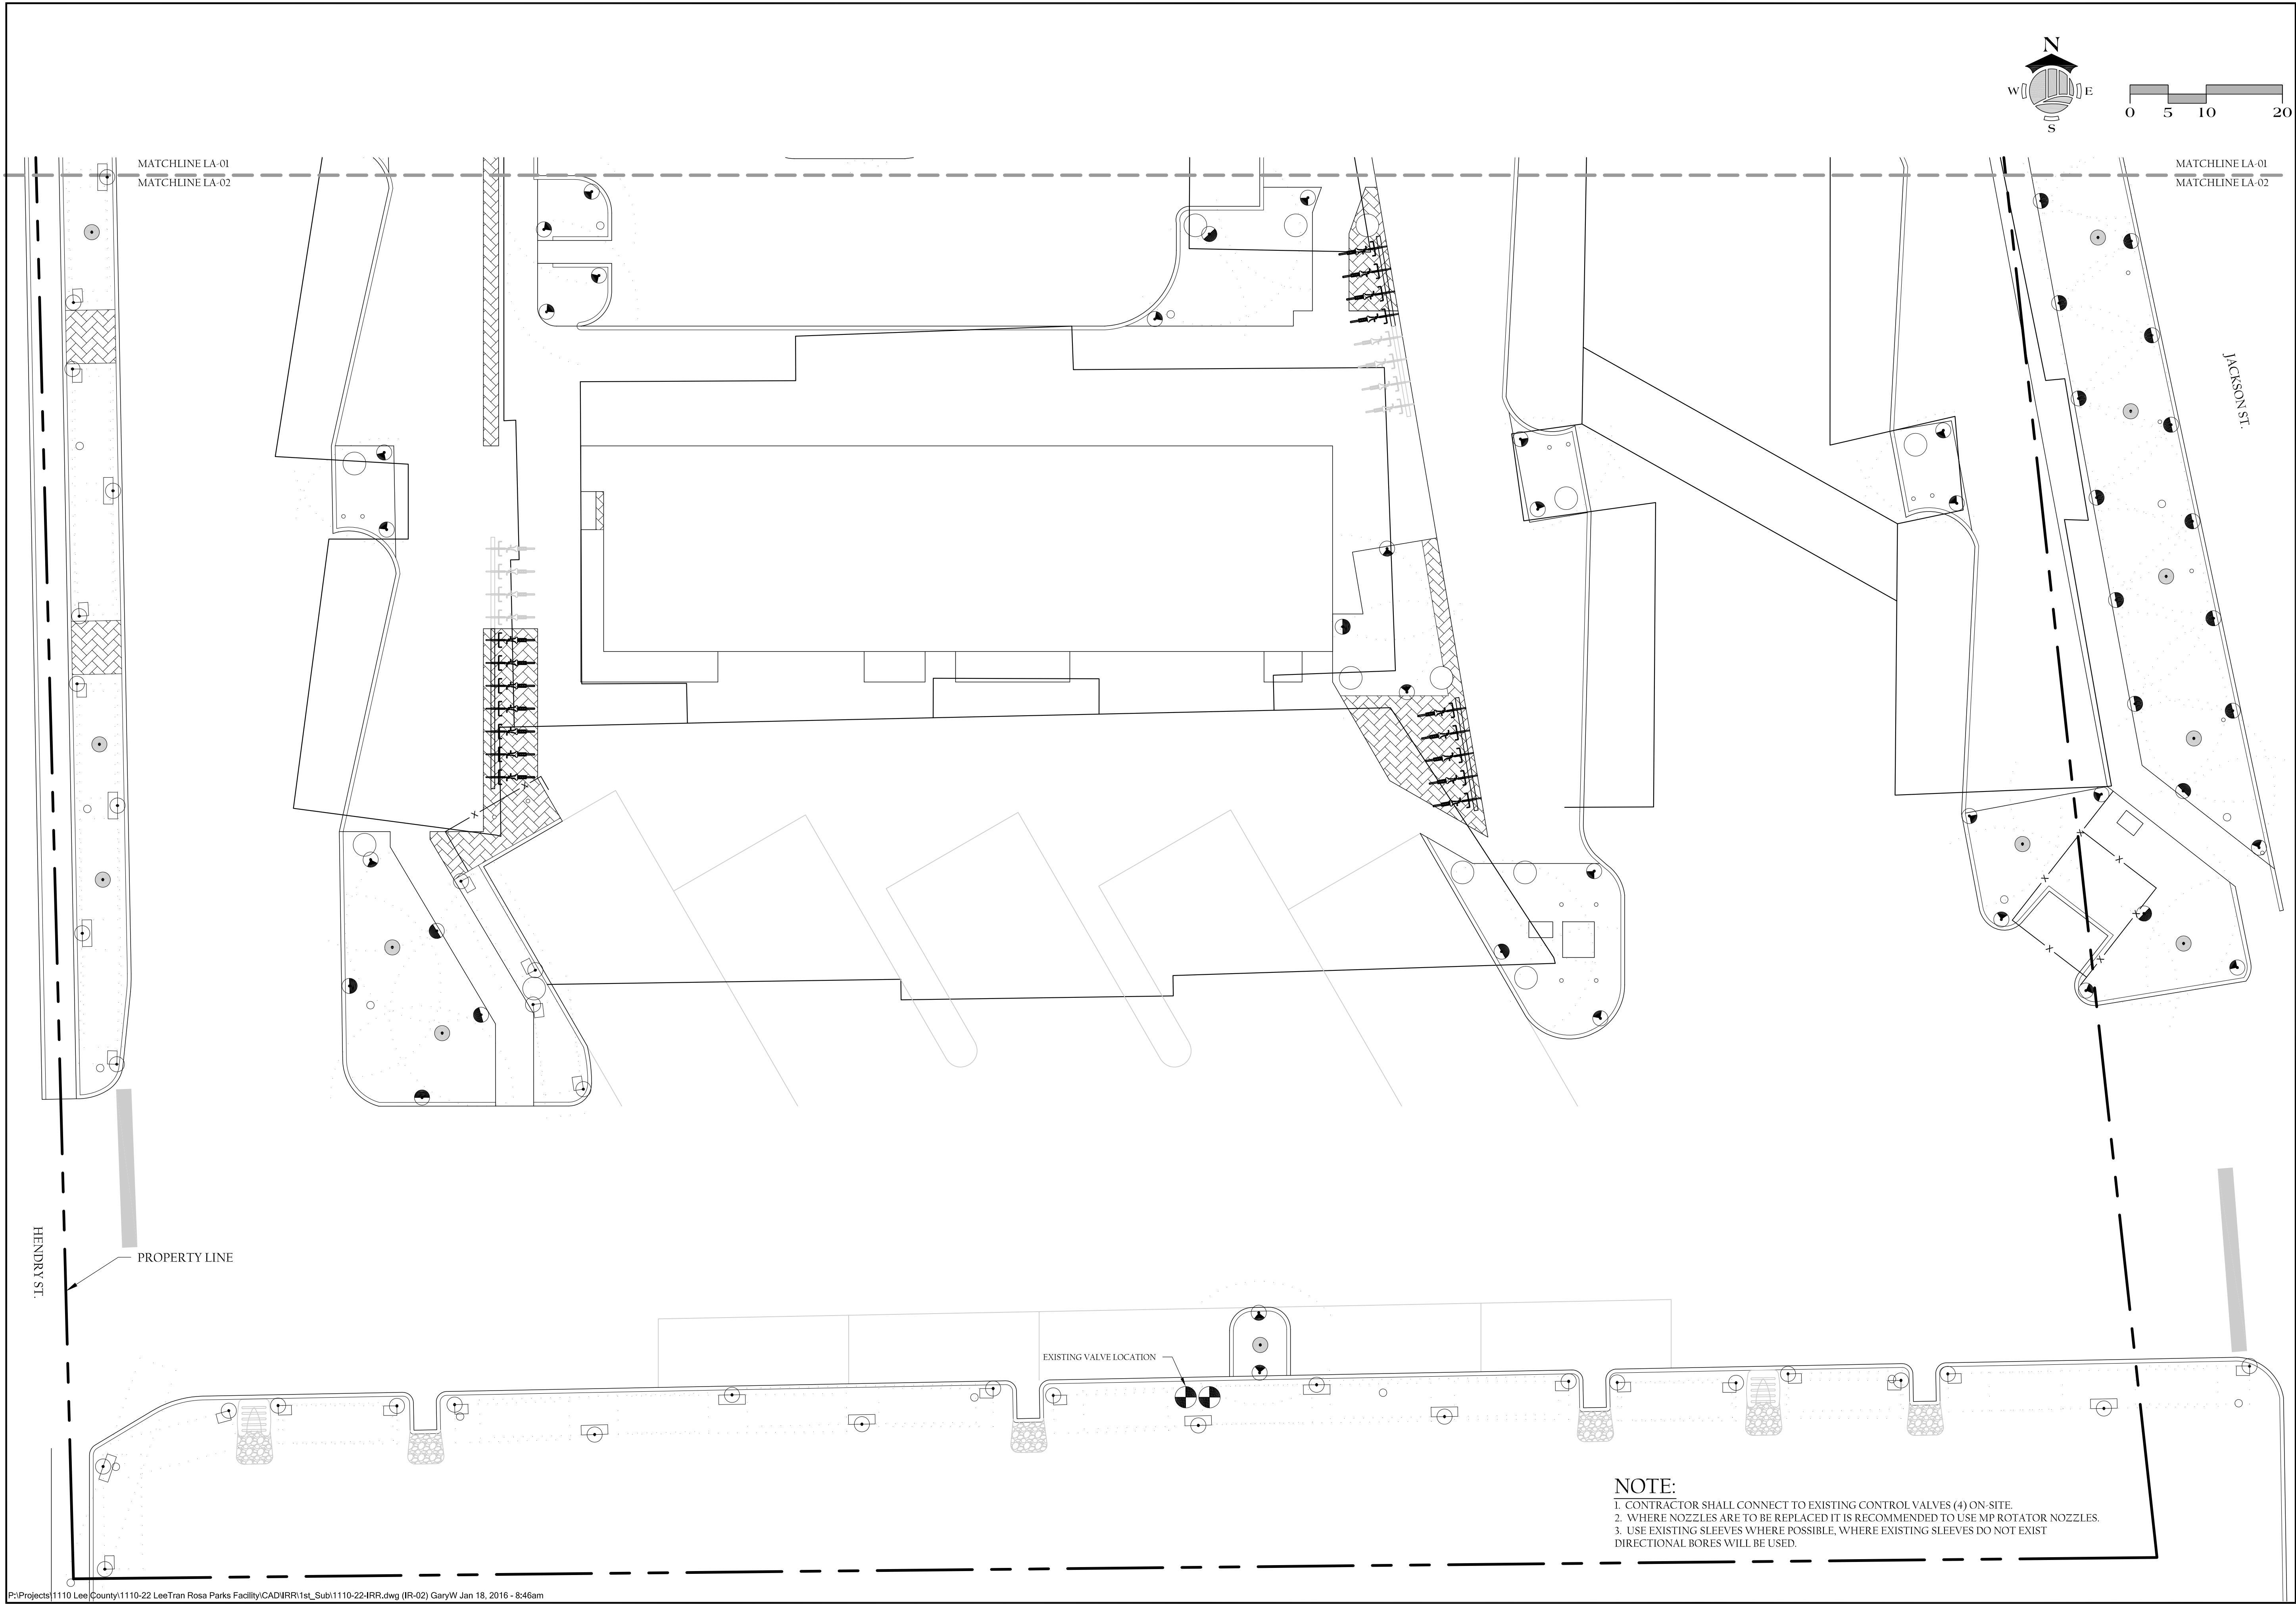 N
W E
S
0 5 10 20
MATCHLINE LA-01
MATCHLINE LA-02
MATCHLINE LA-01
MATCHLINE LA-02
JACKSON ST.
HENDRY ST.
PROPERTY LINE
EXISTING VALVE LOCATION
NOTE:
1. CONTRACTOR SHALL CONNECT TO EXISTING CONTROL VALVES (4) ON-SITE.
2. WHERE NOZZLES ARE TO BE REPLACED IT IS RECOMMENDED TO USE MP ROTATOR NOZZLES.
3. USE EXISTING SLEEVES WHERE POSSIBLE, WHERE EXISTING SLEEVES DO NOT EXIST
DIRECTIONAL BORES WILL BE USED.
P:\Projects\1110 Lee County\1110-22 LeeTran Rosa Parks Facility\CAD\IRR\1st_Sub\1110-22-IRR.dwg (IR-02) GaryW Jan 18, 2016 - 8:46am